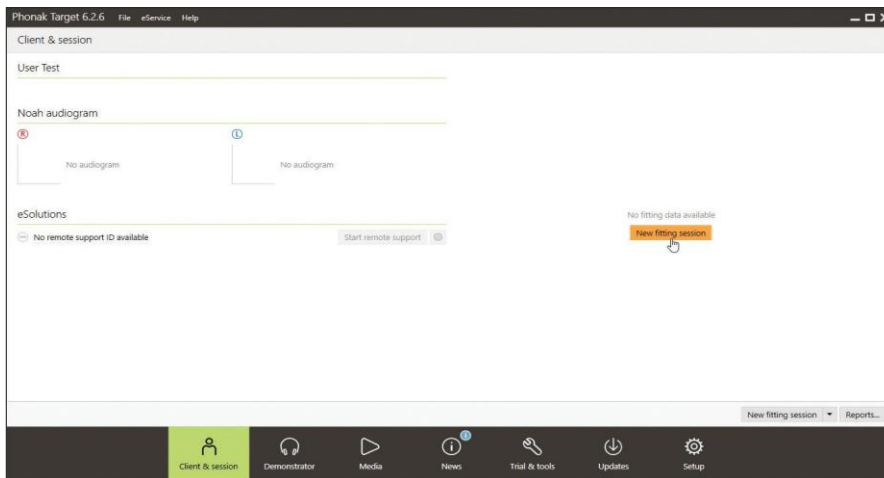 Phonak Target 6.2.6 File eService Help
Client & session
User Test
Noah audiogram
R L
No audiogram No audiogram
eSolutions
No remote support ID available Start remote support
No fitting data available
New fitting session
New fitting session Reports...
Client & session Demonstrator Media News Trial & tools Updates Setup